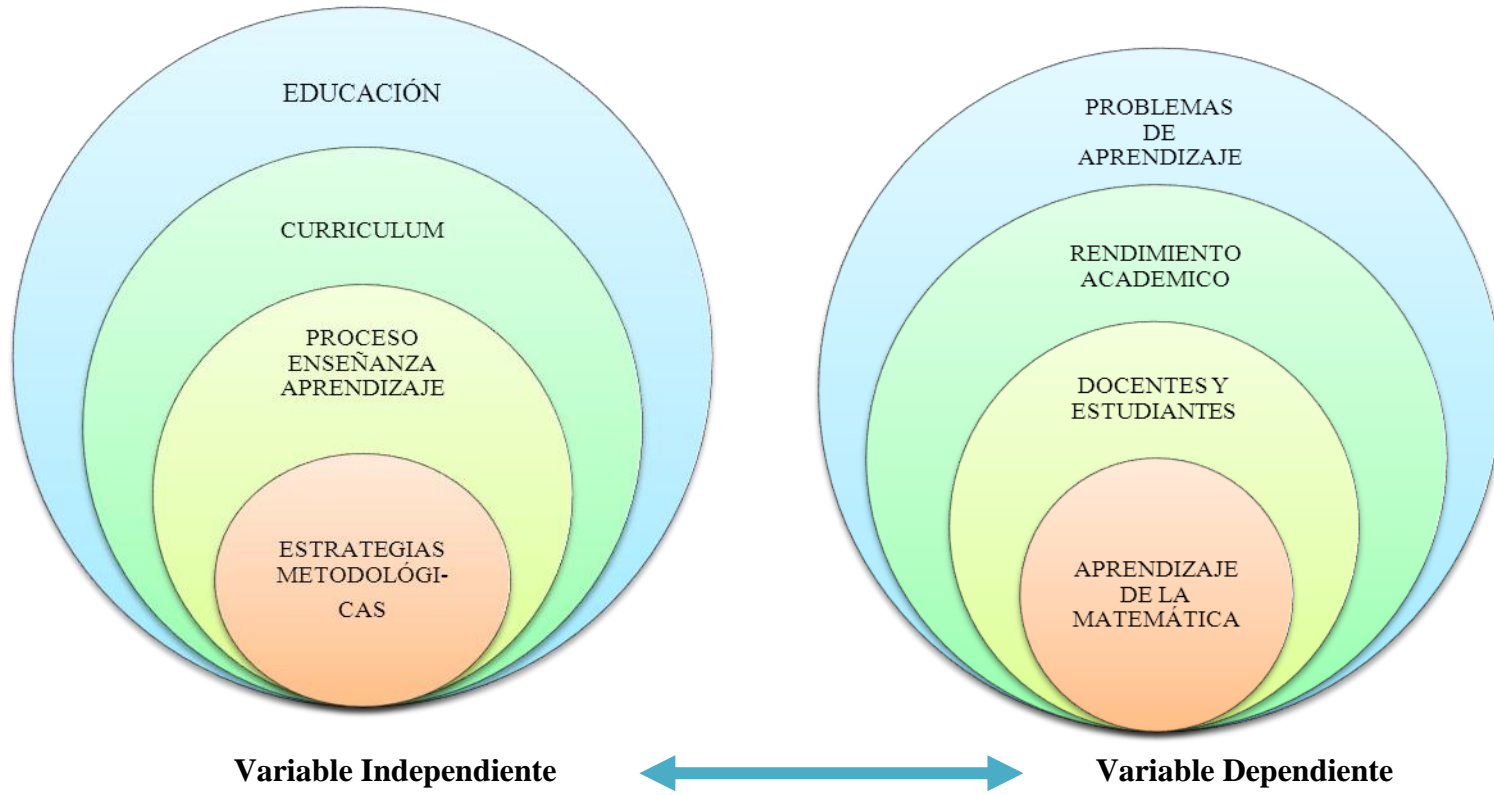 EDUCACIÓN
CURRICULUM
PROCESO
ENSEÑANZA
APRENDIZAJE
ESTRATEGIAS
METODOLÓGI-
CAS
PROBLEMAS
DE
APRENDIZAJE
RENDIMIENTO
ACADEMICO
DOCENTES Y
ESTUDIANTES
APRENDIZAJE
DE LA
MATEMÁTICA
Variable Independiente
Variable Dependiente